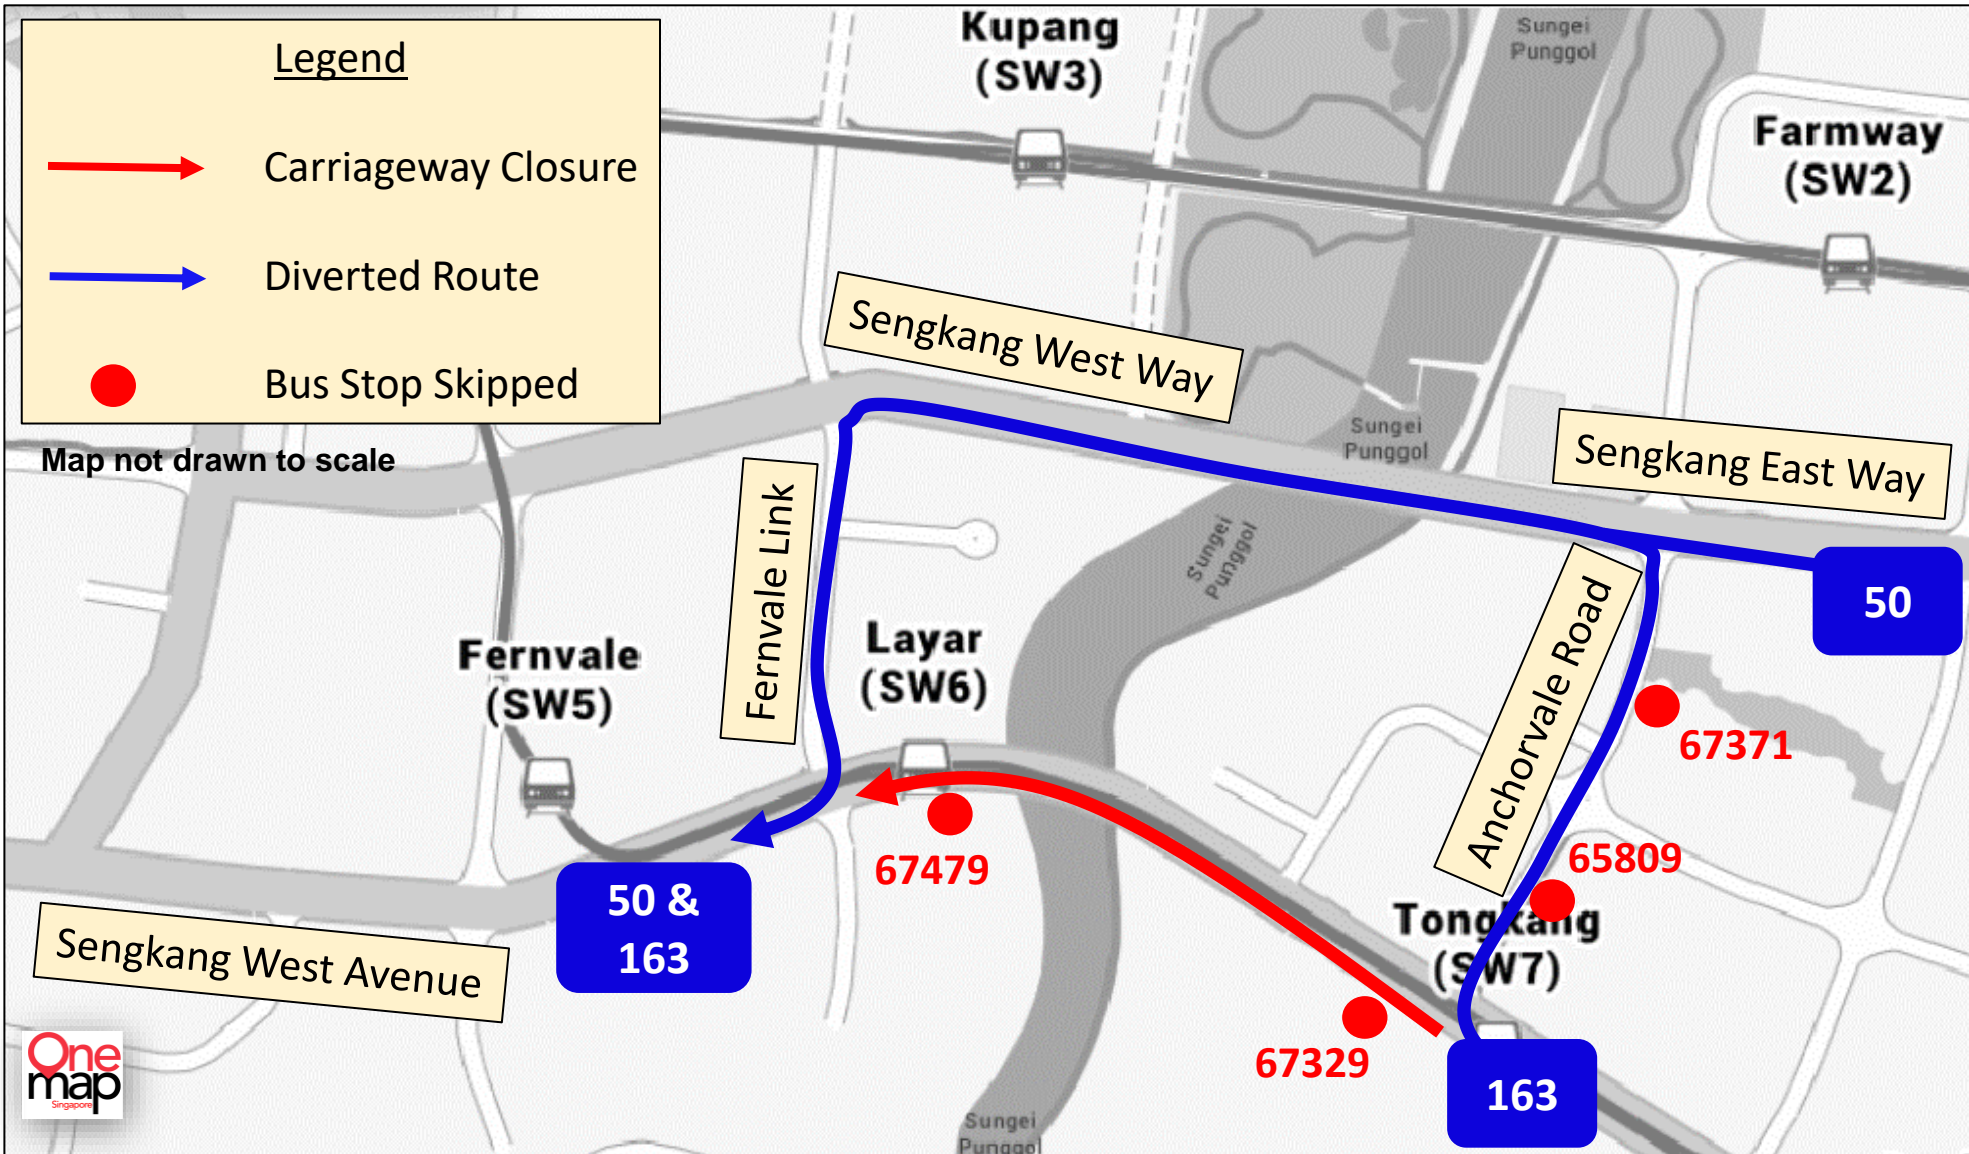 Legend
Carriageway Closure
Diverted Route
Bus Stop Skipped
Map not drawn to scale
Kupang
(SW3)
Sungei
Punggol
Farmway
(SW2)
Sengkang West Way
Sungei
Punggol
Sengkang East Way
Fernvale Link
Sungei
Punggol
Anchorvale Road
50
Fernvale
(SW5)
Layar
(SW6)
67371
65809
67479
50 &
163
Tongkang
(SW7)
Sengkang West Avenue
67329
163
One
map
Singapore
Sungei
Punggol